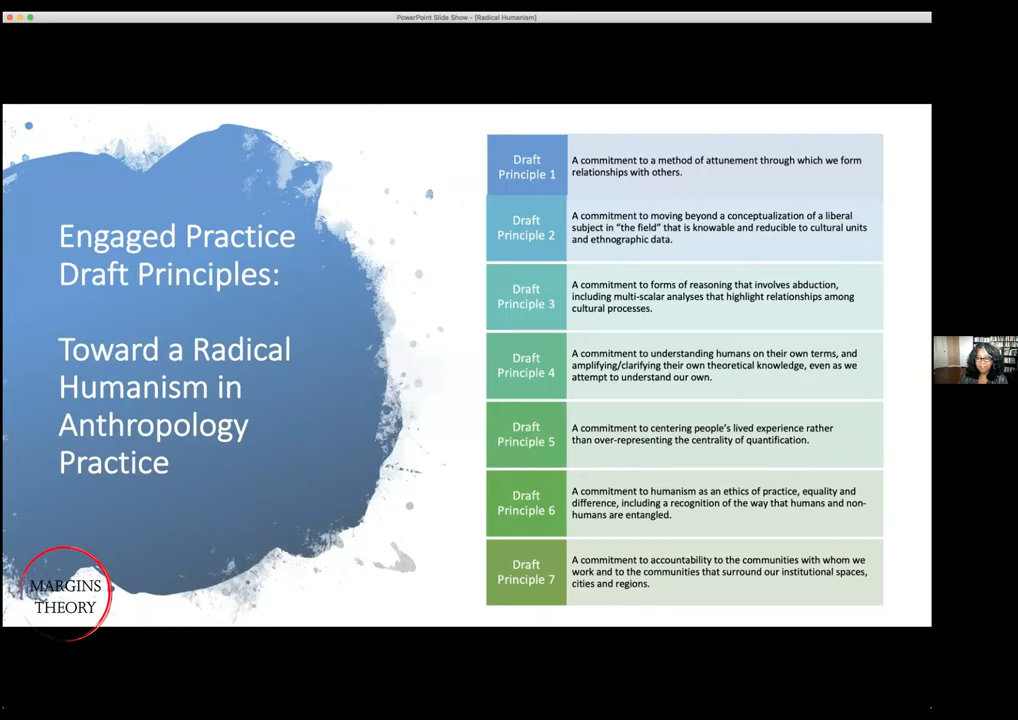 PowerPoint Slide Show - [Radical Humanism]
Engaged Practice
Draft Principles:
Toward a Radical
Humanism in
Anthropology
Practice
MARGINS
THEORY
Draft
Principle 1
A commitment to a method of attunement through which we form
relationships with others.
Draft
Principle 2
A commitment to moving beyond a conceptualization of a liberal
subject in “the field” that is knowable and reducible to cultural units
and ethnographic data.
Draft
Principle 3
A commitment to forms of reasoning that involves abduction,
including multi-scalar analyses that highlight relationships among
cultural processes.
Draft
Principle 4
A commitment to understanding humans on their own terms, and
amplifying/clarifying their own theoretical knowledge, even as we
attempt to understand our own.
Draft
Principle 5
A commitment to centering people’s lived experience rather
than over-representing the centrality of quantification.
Draft
Principle 6
A commitment to humanism as an ethics of practice, equality and
difference, including a recognition of the way that humans and non-
humans are entangled.
Draft
Principle 7
A commitment to accountability to the communities with whom we
work and to the communities that surround our institutional spaces,
cities and regions.